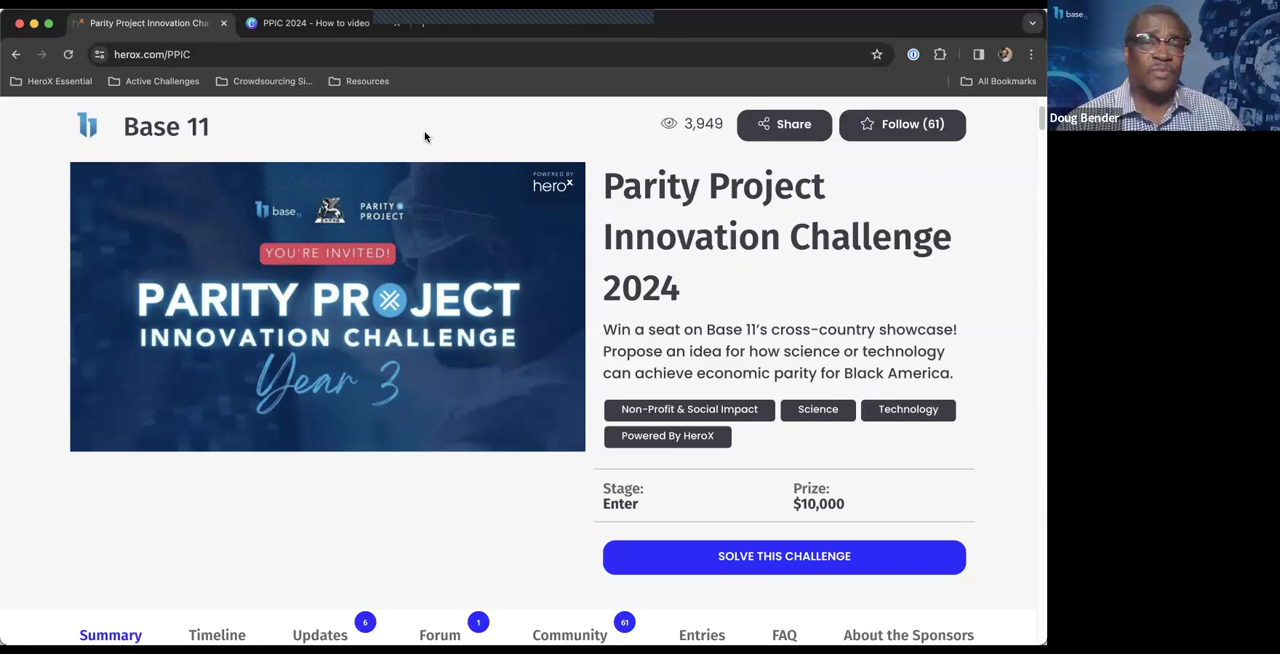 Parity Project Innovation Cha
PPIC 2024 - How to video
herox.com/PPIC
HeroX Essential
Active Challenges
Crowdsourcing Si...
Resources
All Bookmarks
base 11
Doug Bender
Base 11
3,949
Share
Follow (61)
POWERED BY
herox
base 11
PARITY
PROJECT
YOU'RE INVITED!
PARITY PROJECT
INNOVATION CHALLENGE
Year 3
Parity Project
Innovation Challenge
2024
Win a seat on Base 11's cross-country showcase!
Propose an idea for how science or technology
can achieve economic parity for Black America.
Non-Profit & Social Impact
Science
Technology
Powered By HeroX
Stage:
Enter
Prize:
$10,000
SOLVE THIS CHALLENGE
Summary
Timeline
Updates 6
Forum 1
Community 61
Entries
FAQ
About the Sponsors